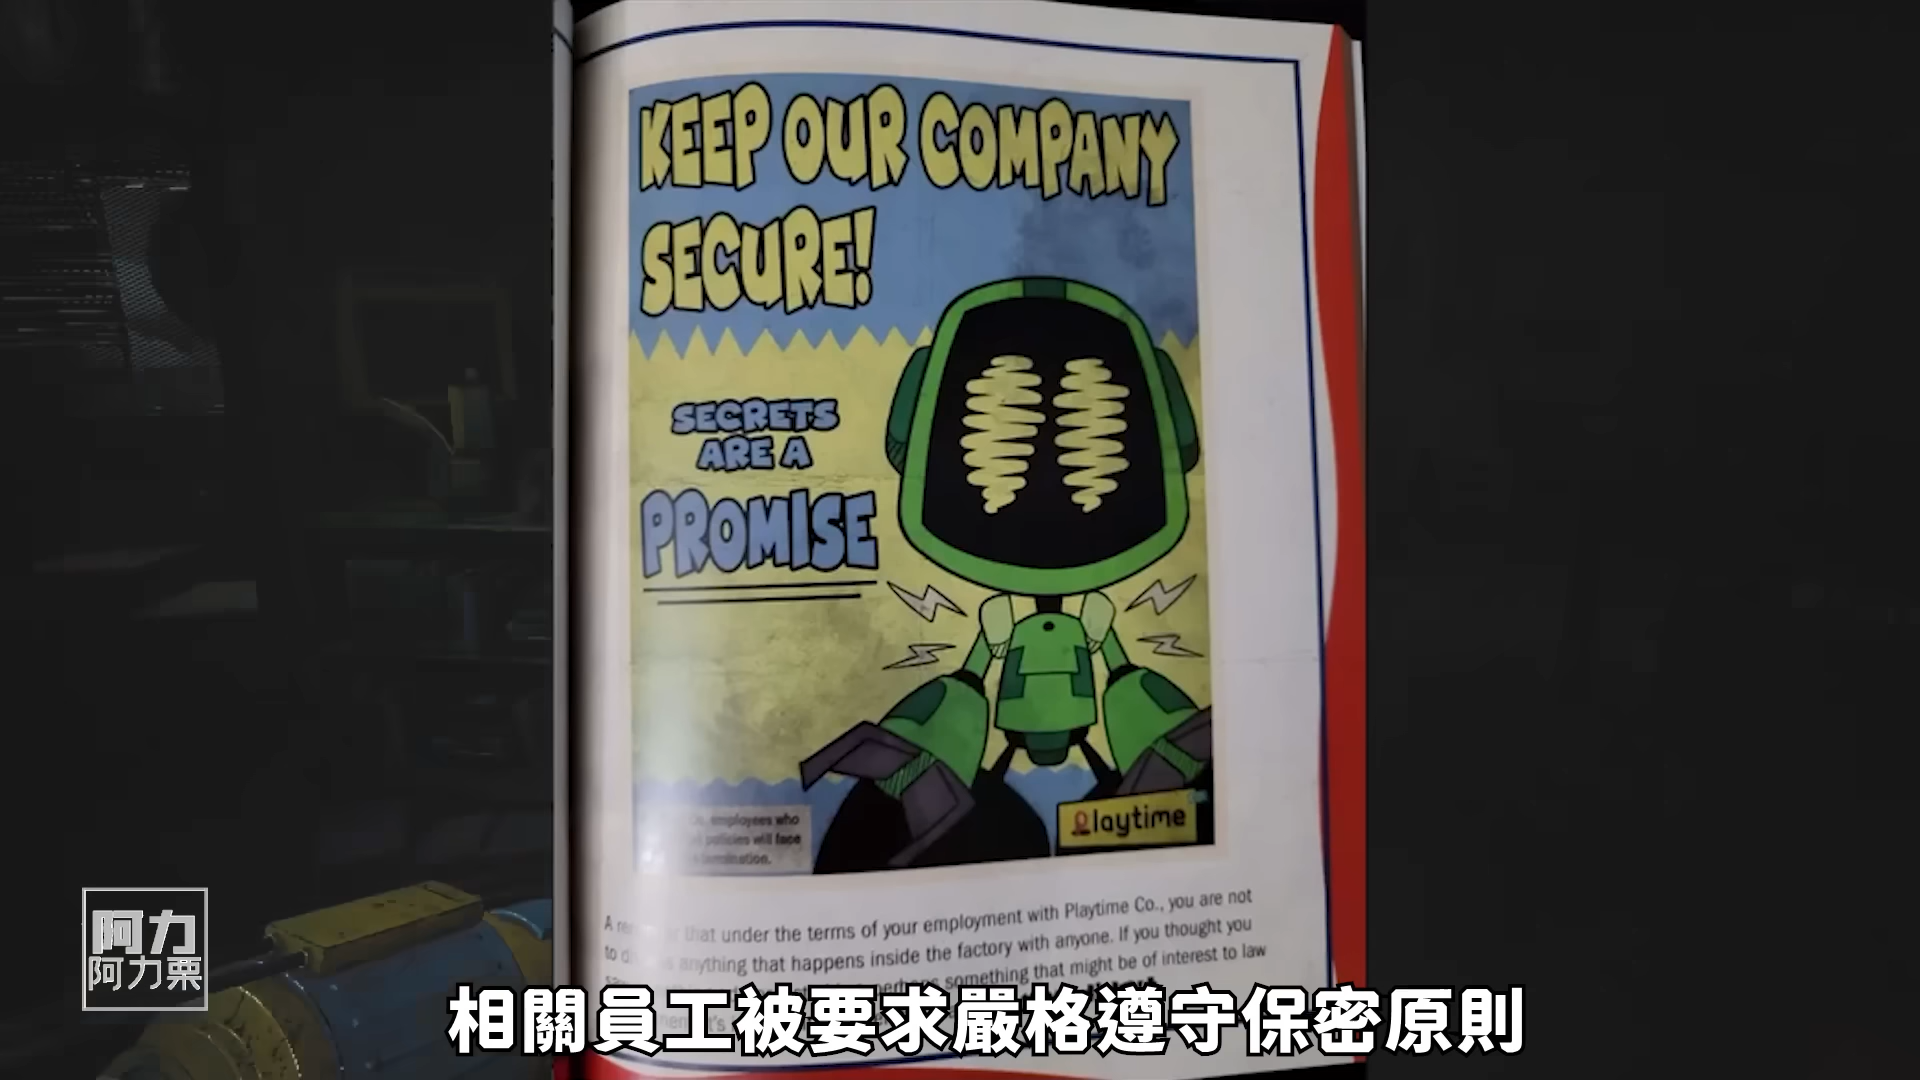 KEEP OUR COMPANY
SECURE!
SECRETS
ARE A
PROMISE
employees who
policies will face
termination.
Playtime
A that under the terms of your employment with Playtime Co., you are not
to anything that happens inside the factory with anyone. If you thought you
something that might be of interest to law
相關員工被要求嚴格遵守保密原則
阿力
阿力栗